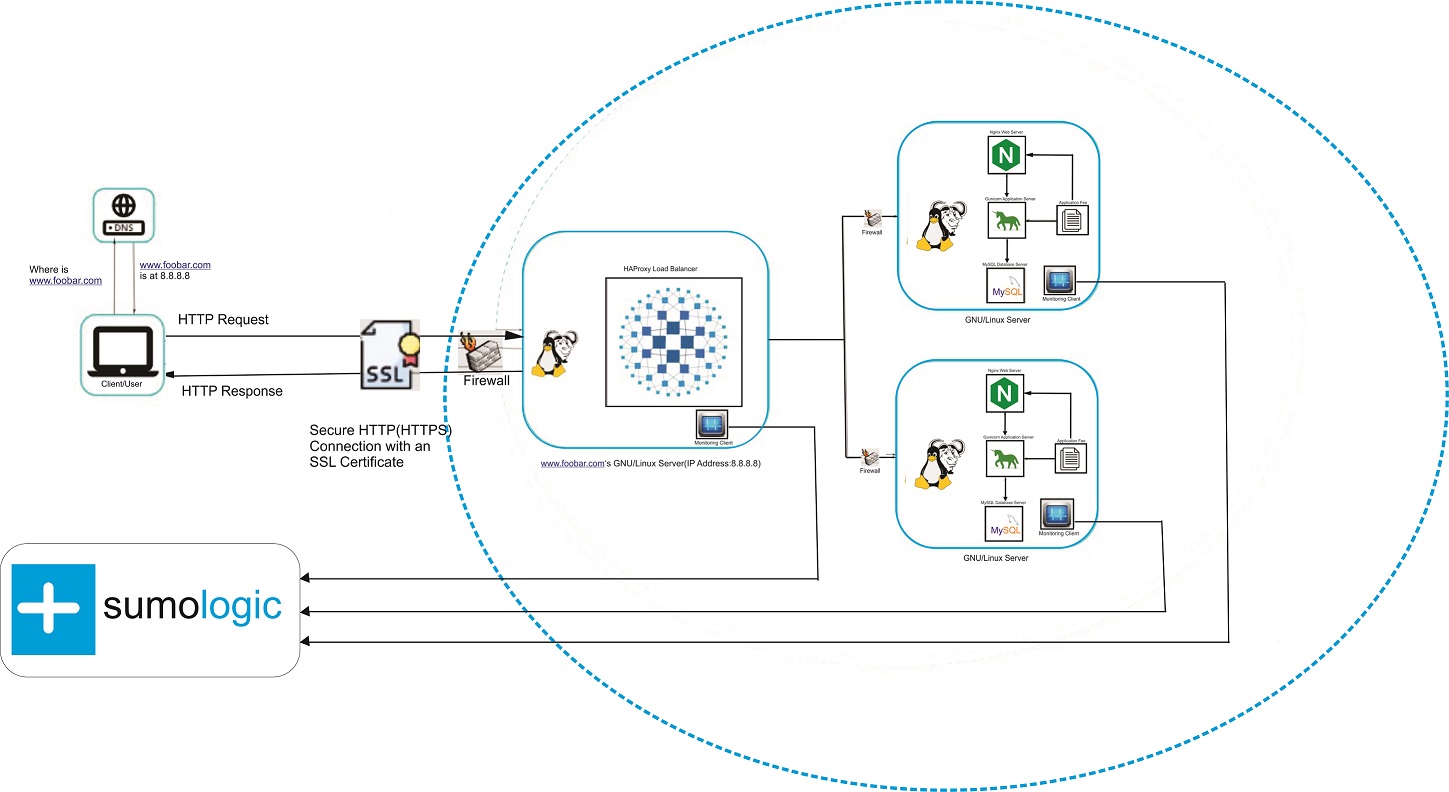 DNS
Where is
www.foobar.com
www.foobar.com
is at 8.8.8.8
Client/User
HTTP Request
HTTP Response
SSL
Secure HTTP(HTTPS)
Connection with an
SSL Certificate
Firewall
HAProxy Load Balancer
Monitoring Client
www.foobar.com's GNU/Linux Server(IP Address:8.8.8.8)
Firewall
Nginx Web Server
N
Gunicorn Application Server
Application Fee
MySQL Database Server
MySQL
Monitoring Client
GNU/Linux Server
Firewall
Nginx Web Server
N
Gunicorn Application Server
Application Fee
MySQL Database Server
MySQL
Monitoring Client
GNU/Linux Server
sumologic